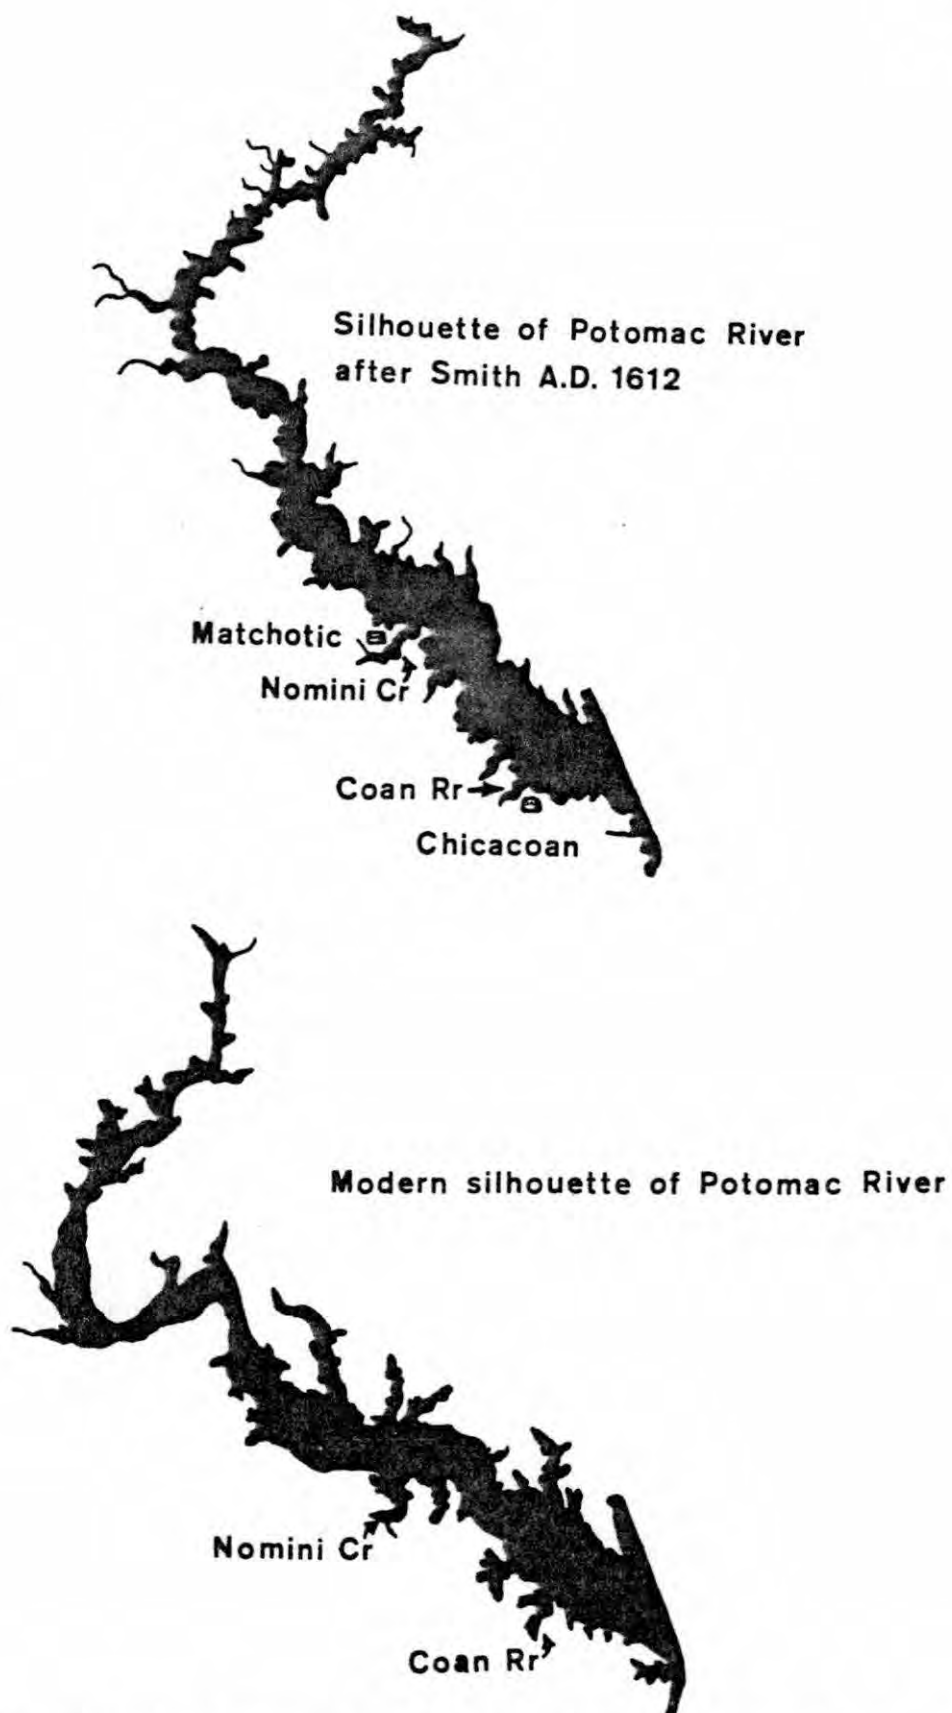 Silhouette of Potomac River
after Smith A.D. 1612
Matchotic
Nomini Cr
Coan Rr
Chicacoan
Modern silhouette of Potomac River
Nomini Cr
Coan Rr